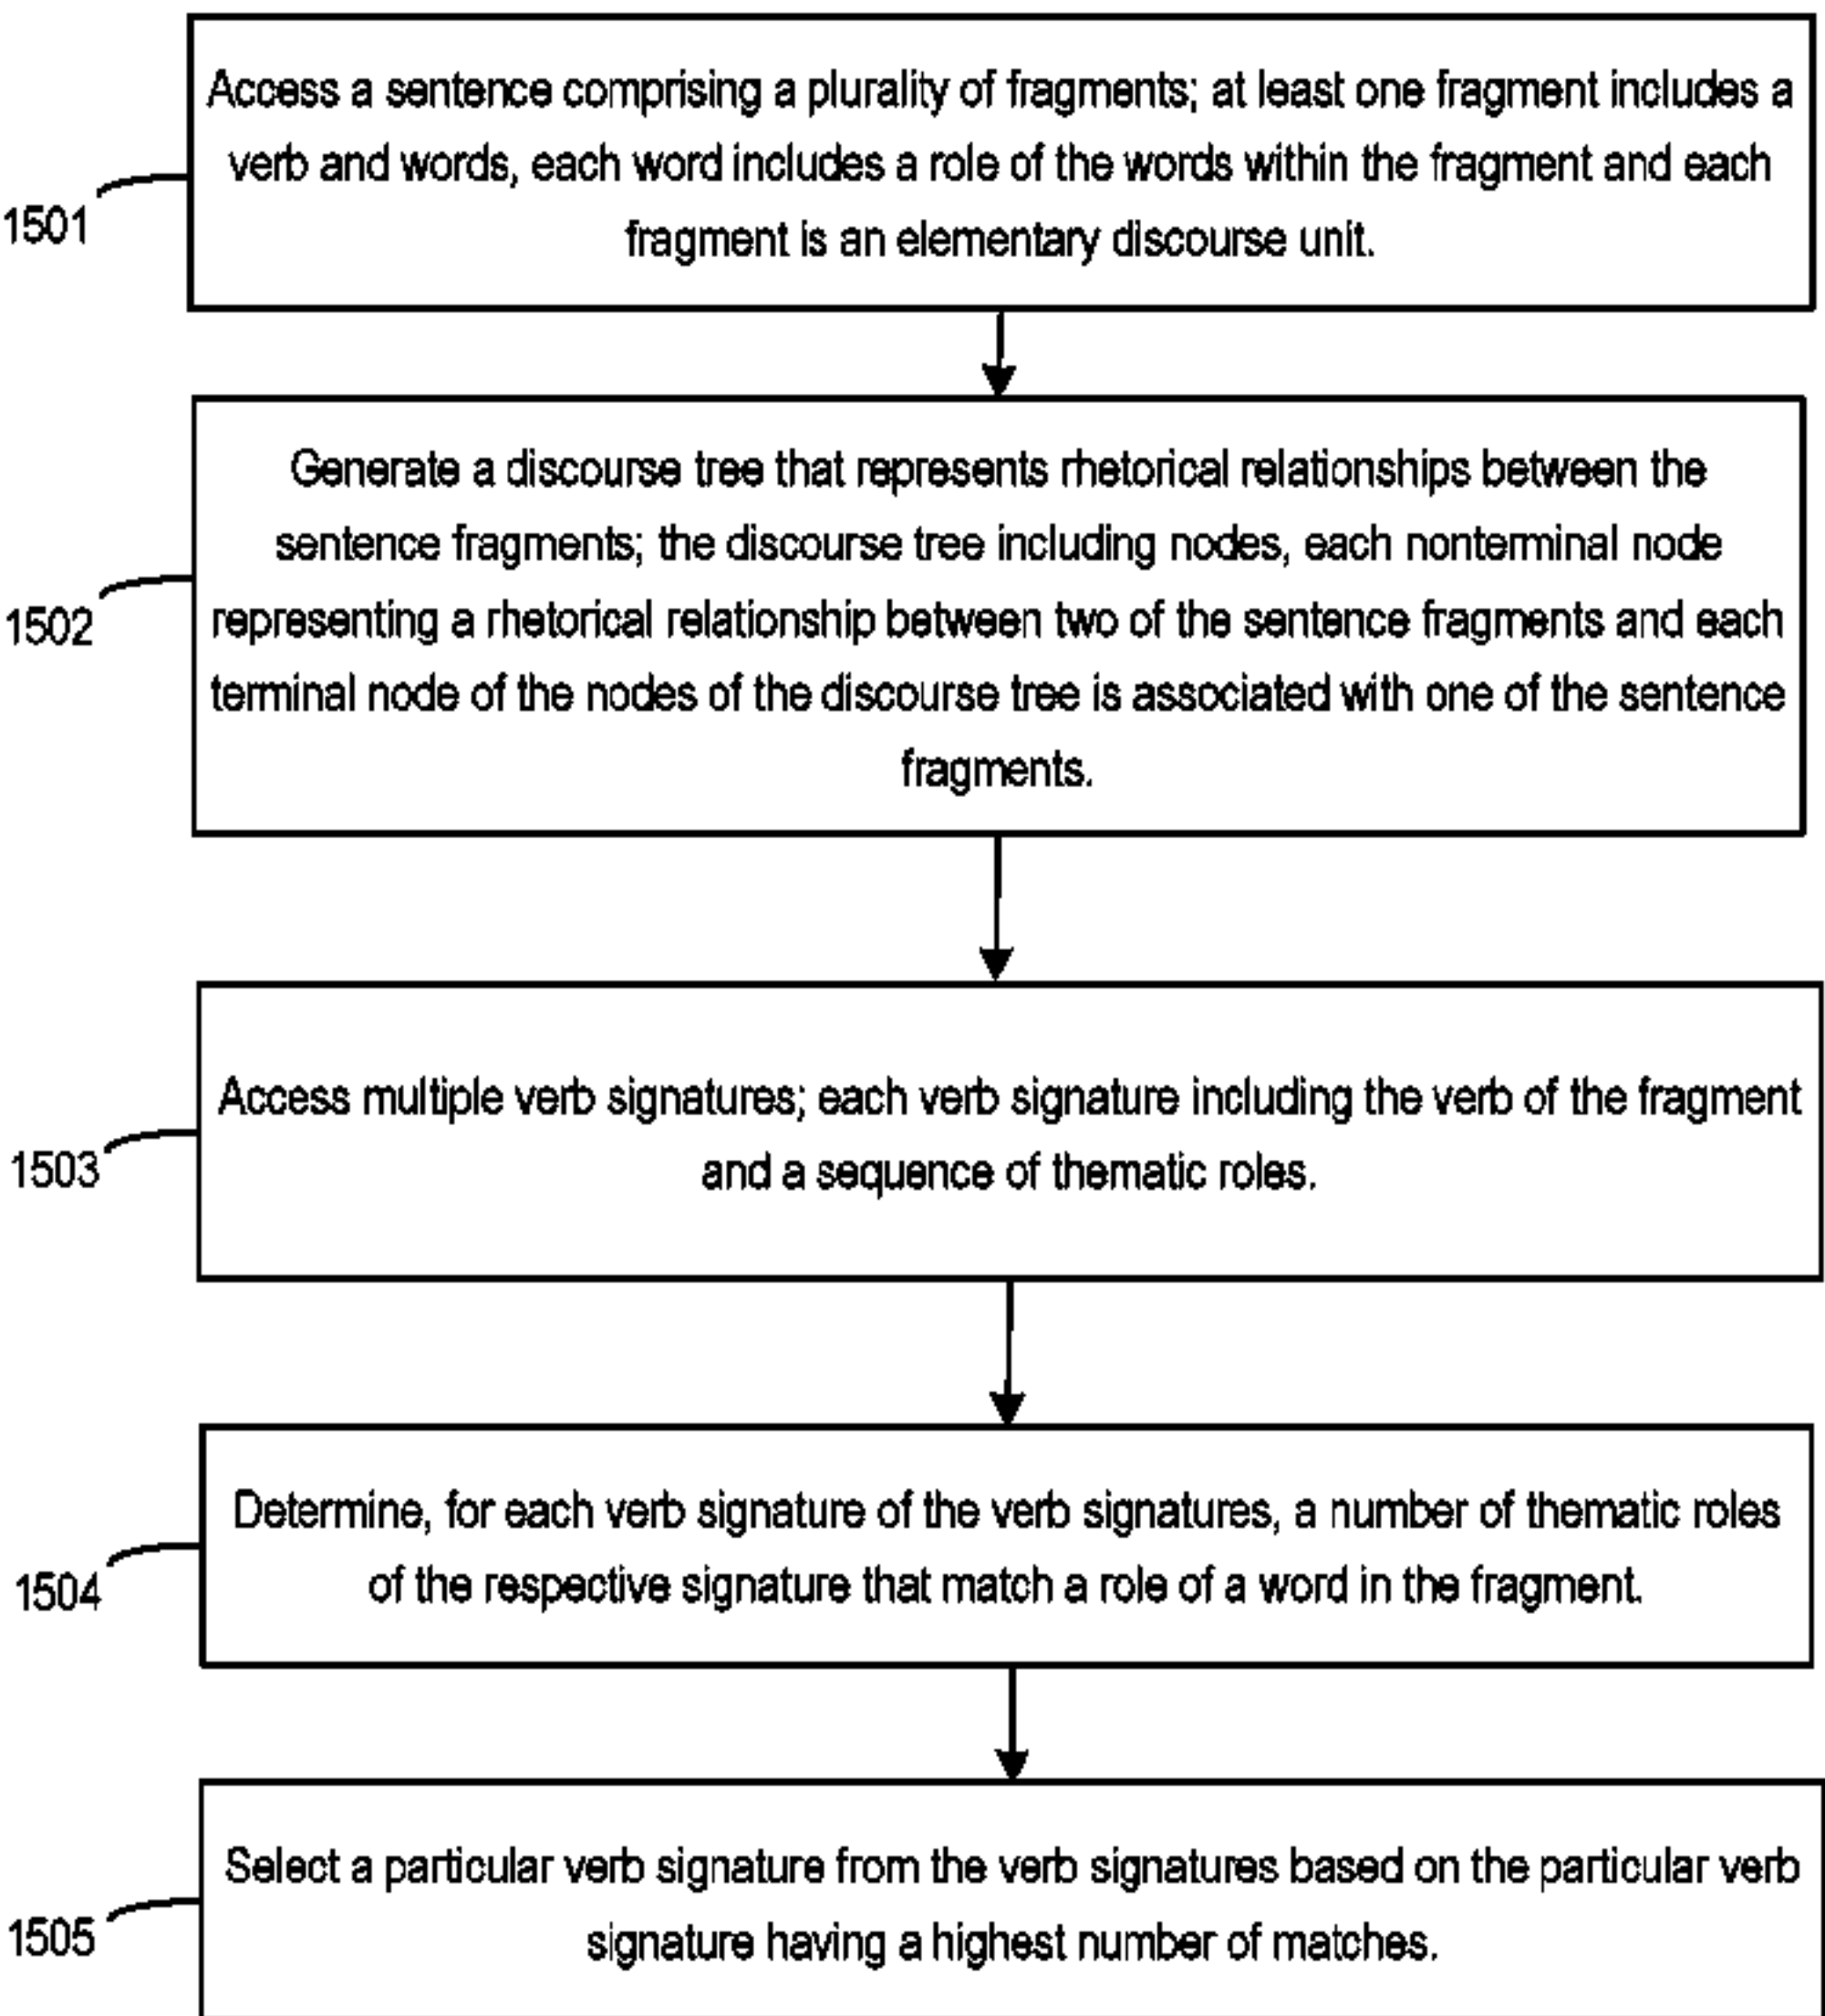 Access a sentence comprising a plurality of fragments; at least one fragment includes a
verb and words, each word includes a role of the words within the fragment and each
fragment is an elementary discourse unit.
1501
Generate a discourse tree that represents rhetorical relationships between the
sentence fragments; the discourse tree including nodes, each nonterminal node
representing a rhetorical relationship between two of the sentence fragments and each
terminal node of the nodes of the discourse tree is associated with one of the sentence
fragments.
1502
Access multiple verb signatures; each verb signature including the verb of the fragment
and a sequence of thematic roles.
1503
Determine, for each verb signature of the verb signatures, a number of thematic roles
of the respective signature that match a role of a word in the fragment.
1504
Select a particular verb signature from the verb signatures based on the particular verb
signature having a highest number of matches.
1505